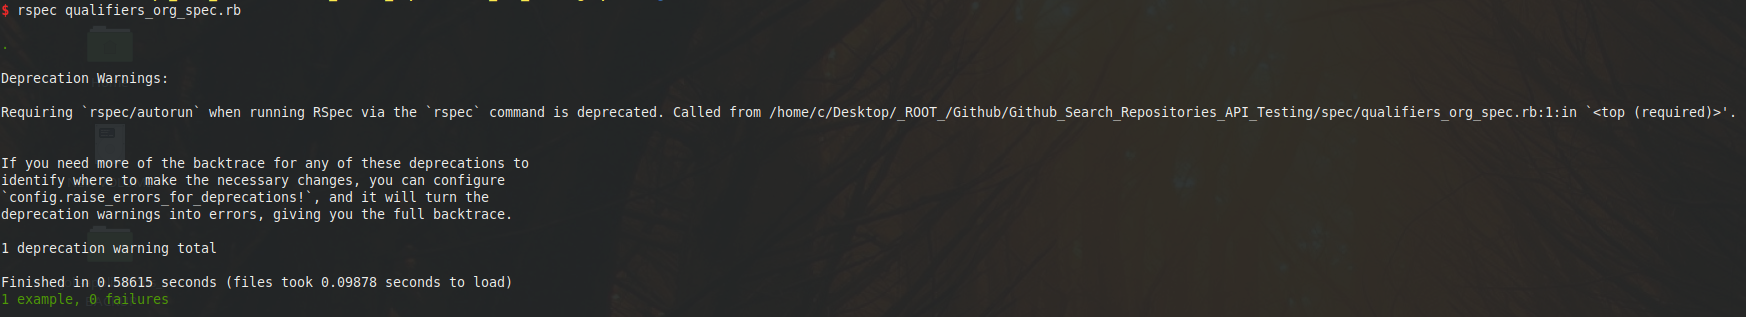 $ rspec qualifiers_org_spec.rb
.
Deprecation Warnings:
Requiring `rspec/autorun` when running RSpec via the `rspec` command is deprecated. Called from /home/c/Desktop/_ROOT_/Github/Github_Search_Repositories_API_Testing/spec/qualifiers_org_spec.rb:1:in `<top (required)>'.
If you need more of the backtrace for any of these deprecations to
identify where to make the necessary changes, you can configure
`config.raise_errors_for_deprecations!`, and it will turn the
deprecation warnings into errors, giving you the full backtrace.
1 deprecation warning total
Finished in 0.58615 seconds (files took 0.09878 seconds to load)
1 example, 0 failures